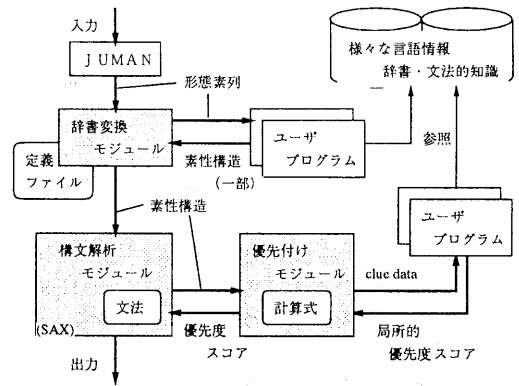 入力
JUMAN
形態素列
様々な言語情報
辞書・文法的知識
辞書変換
モジュール
定義
ファイル
素性構造
(一部)
ユーザ
プログラム
参照
素性構造
ユーザ
プログラム
構文解析
モジュール
文法
(SAX)
優先付け
モジュール
計算式
clue data
優先度
スコア
局所的
優先度スコア
出力